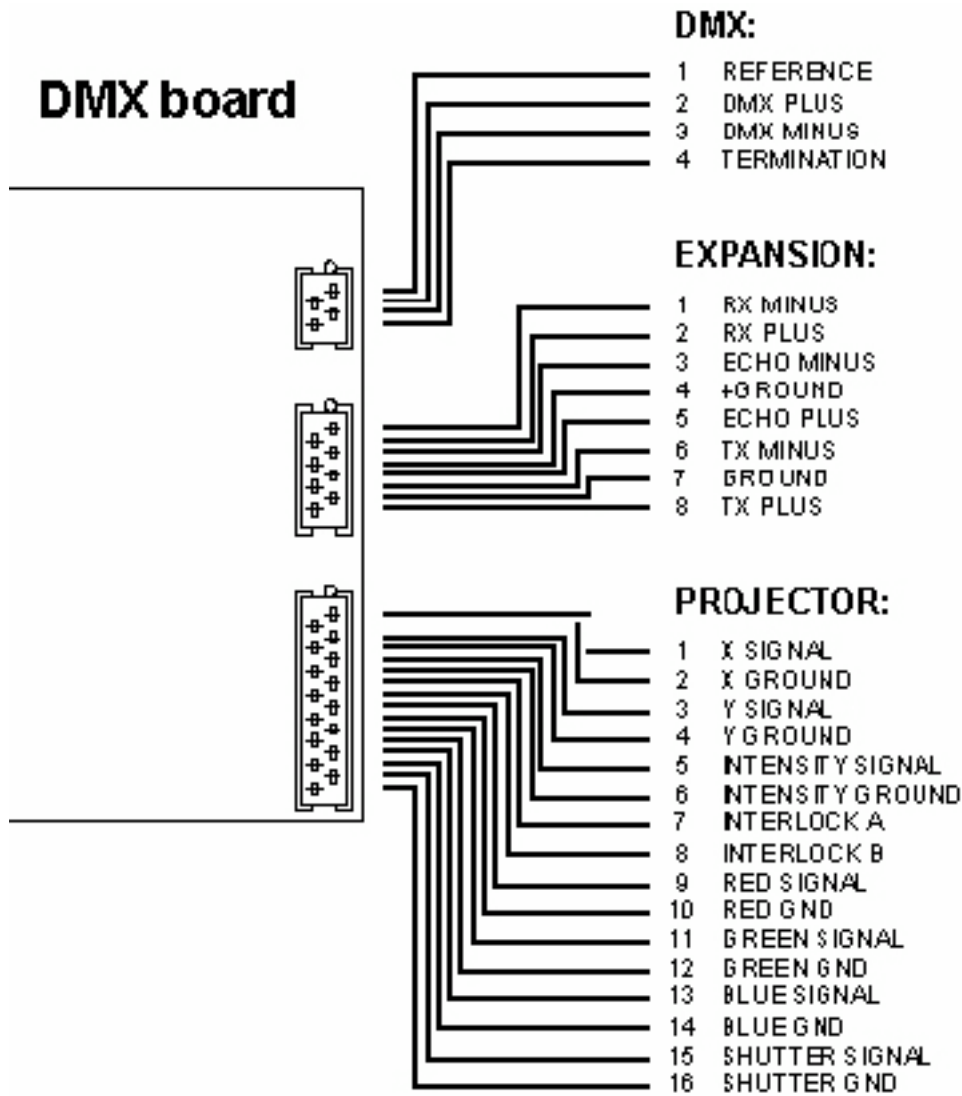 DMX board
DMX:
1 REFERENCE
2 DMX PLUS
3 DMX MINUS
4 TERMINATION
EXPANSION:
1 RX MINUS
2 RX PLUS
3 ECHO MINUS
4 +GROUND
5 ECHO PLUS
6 TX MINUS
7 GROUND
8 TX PLUS
PROJECTOR:
1 X SIGNAL
2 X GROUND
3 Y SIGNAL
4 Y GROUND
5 INTENSITY SIGNAL
6 INTENSITY GROUND
7 INTERLOCK A
8 INTERLOCK B
9 RED SIGNAL
10 RED GND
11 GREEN SIGNAL
12 GREEN GND
13 BLUE SIGNAL
14 BLUE GND
15 SHUTTER SIGNAL
16 SHUTTER GND